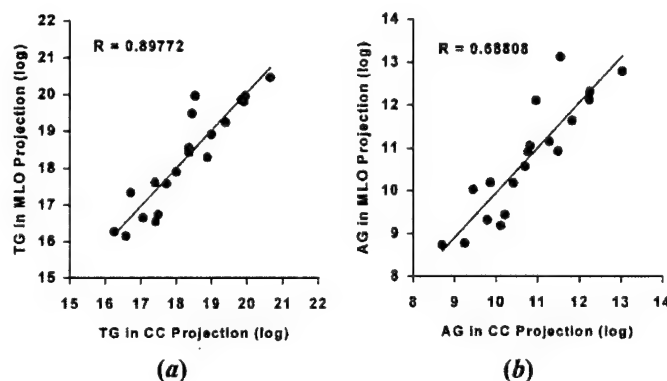 R = 0.89772
TG in MLO Projection (log)
22
21
20
19
18
17
16
15
15 16 17 18 19 20 21 22
TG in CC Projection (log)
(a)
R = 0.68808
AG in MLO Projection (log)
14
13
12
11
10
9
8
8 9 10 11 12 13 14
AG in CC Projection (log)
(b)